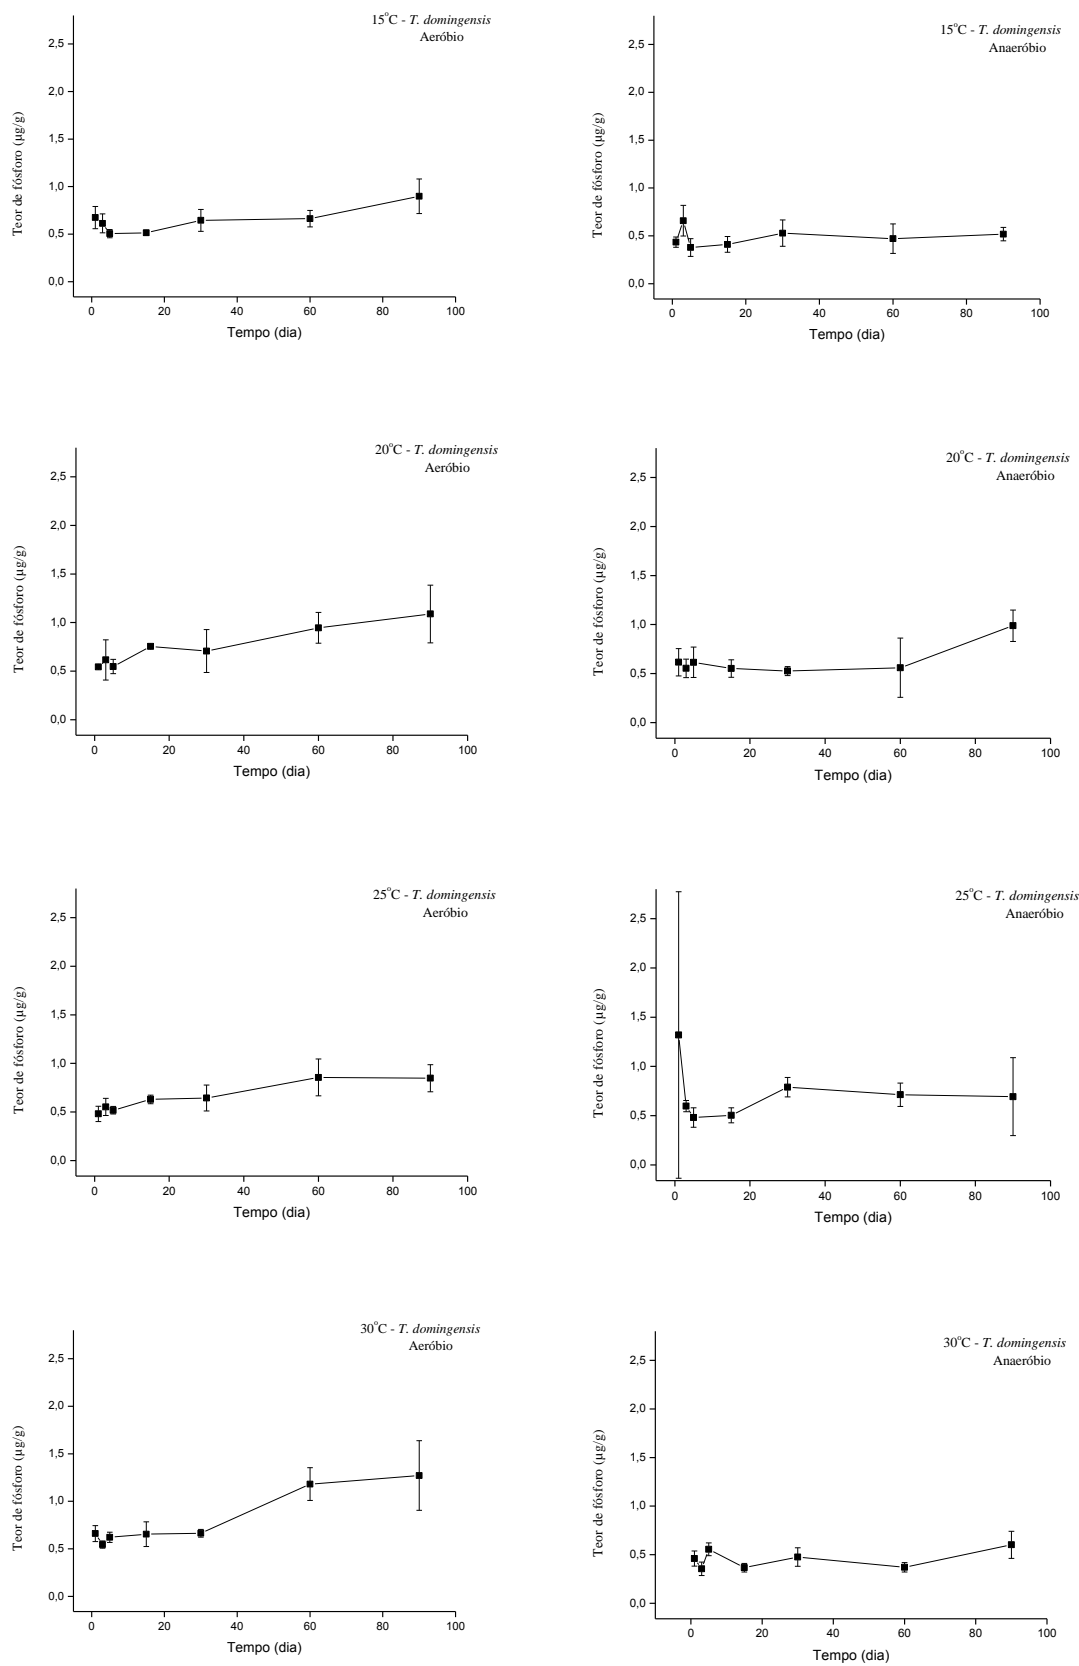 15°C - T. domingensis
Aeróbio
2,5
2,0
1,5
1,0
0,5
0,0
Teor de fósforo (µg/g)
0 20 40 60 80 100
Tempo (dia)
15°C - T. domingensis
Anaeróbio
2,5
2,0
1,5
1,0
0,5
0,0
Teor de fósforo (µg/g)
0 20 40 60 80 100
Tempo (dia)
20°C - T. domingensis
Aeróbio
2,5
2,0
1,5
1,0
0,5
0,0
Teor de fósforo (µg/g)
0 20 40 60 80 100
Tempo (dia)
20°C - T. domingensis
Anaeróbio
2,5
2,0
1,5
1,0
0,5
0,0
Teor de fósforo (µg/g)
0 20 40 60 80 100
Tempo (dia)
25°C - T. domingensis
Aeróbio
2,5
2,0
1,5
1,0
0,5
0,0
Teor de fósforo (µg/g)
0 20 40 60 80 100
Tempo (dia)
25°C - T. domingensis
Anaeróbio
2,5
2,0
1,5
1,0
0,5
0,0
Teor de fósforo (µg/g)
0 20 40 60 80 100
Tempo (dia)
30°C - T. domingensis
Aeróbio
2,5
2,0
1,5
1,0
0,5
0,0
Teor de fósforo (µg/g)
0 20 40 60 80 100
Tempo (dia)
30°C - T. domingensis
Anaeróbio
2,5
2,0
1,5
1,0
0,5
0,0
Teor de fósforo (µg/g)
0 20 40 60 80 100
Tempo (dia)